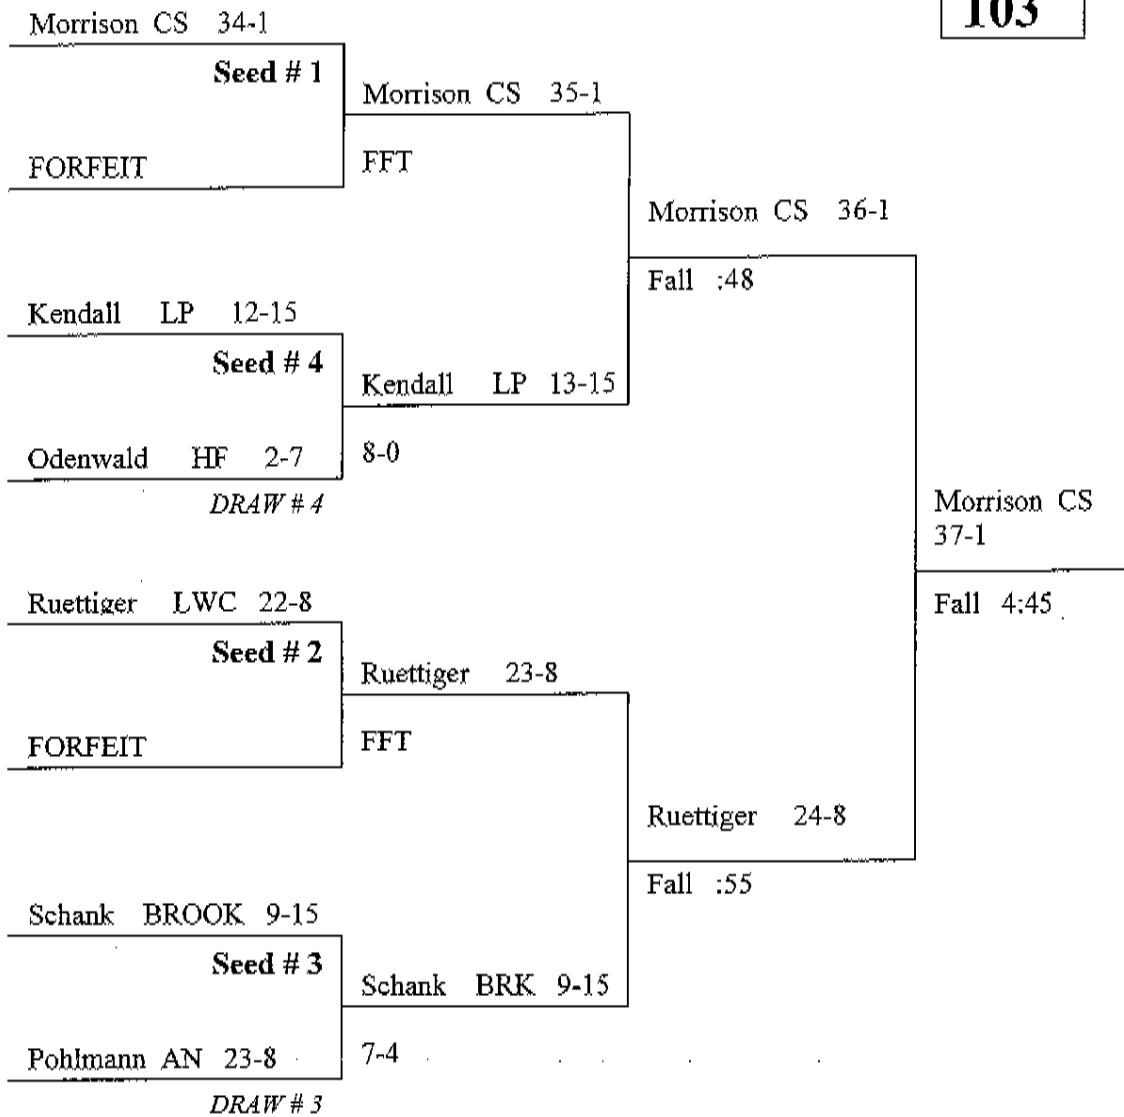 103
Morrison CS 34-1
Seed # 1
FORFEIT
Morrison CS 35-1
FFT
Kendall LP 12-15
Seed # 4
Odenwald HF 2-7
DRAW # 4
Kendall LP 13-15
8-0
Morrison CS 36-1
Fall :48
Ruettiger LWC 22-8
Seed # 2
FORFEIT
Ruettiger 23-8
FFT
Schank BROOK 9-15
Seed # 3
Pohlmann AN 23-8
DRAW # 3
Schank BRK 9-15
7-4
Ruettiger 24-8
Fall :55
Morrison CS
37-1
Fall 4:45